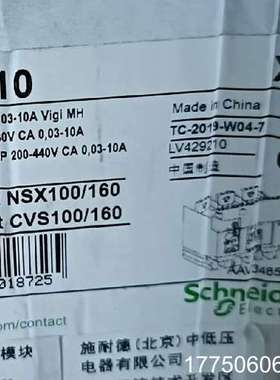 10
03-10A Vigi MH
0V CA 0,03-10A
P 200-440V CA 0,03-10A
Made in China
TC-2019-W04-7
LV429210
中国制造
NSX100/160
t CVS100/160
018725
Schneid
Elec
om/contact
模块
施耐德(北京)中低压
电器有限公司
17750606